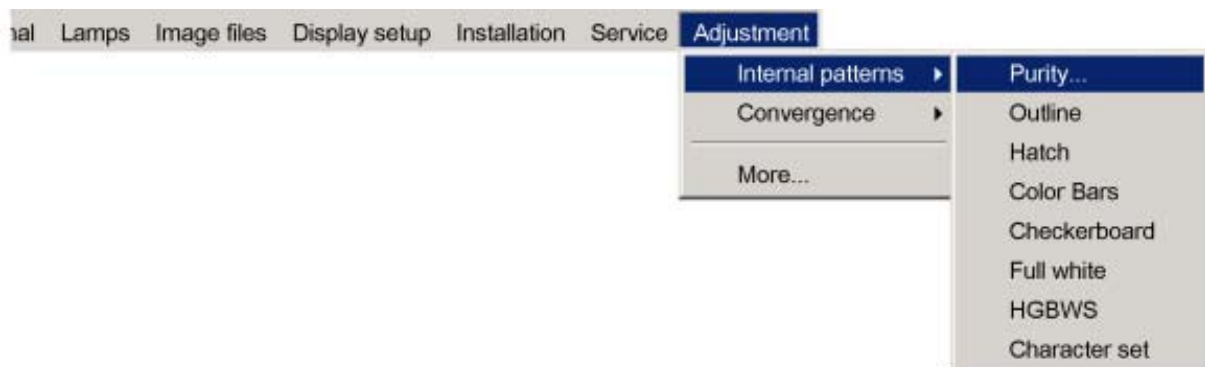 nal Lamps Image files Display setup Installation Service Adjustment
Internal patterns
Convergence
More...
Purity...
Outline
Hatch
Color Bars
Checkerboard
Full white
HGBWS
Character set